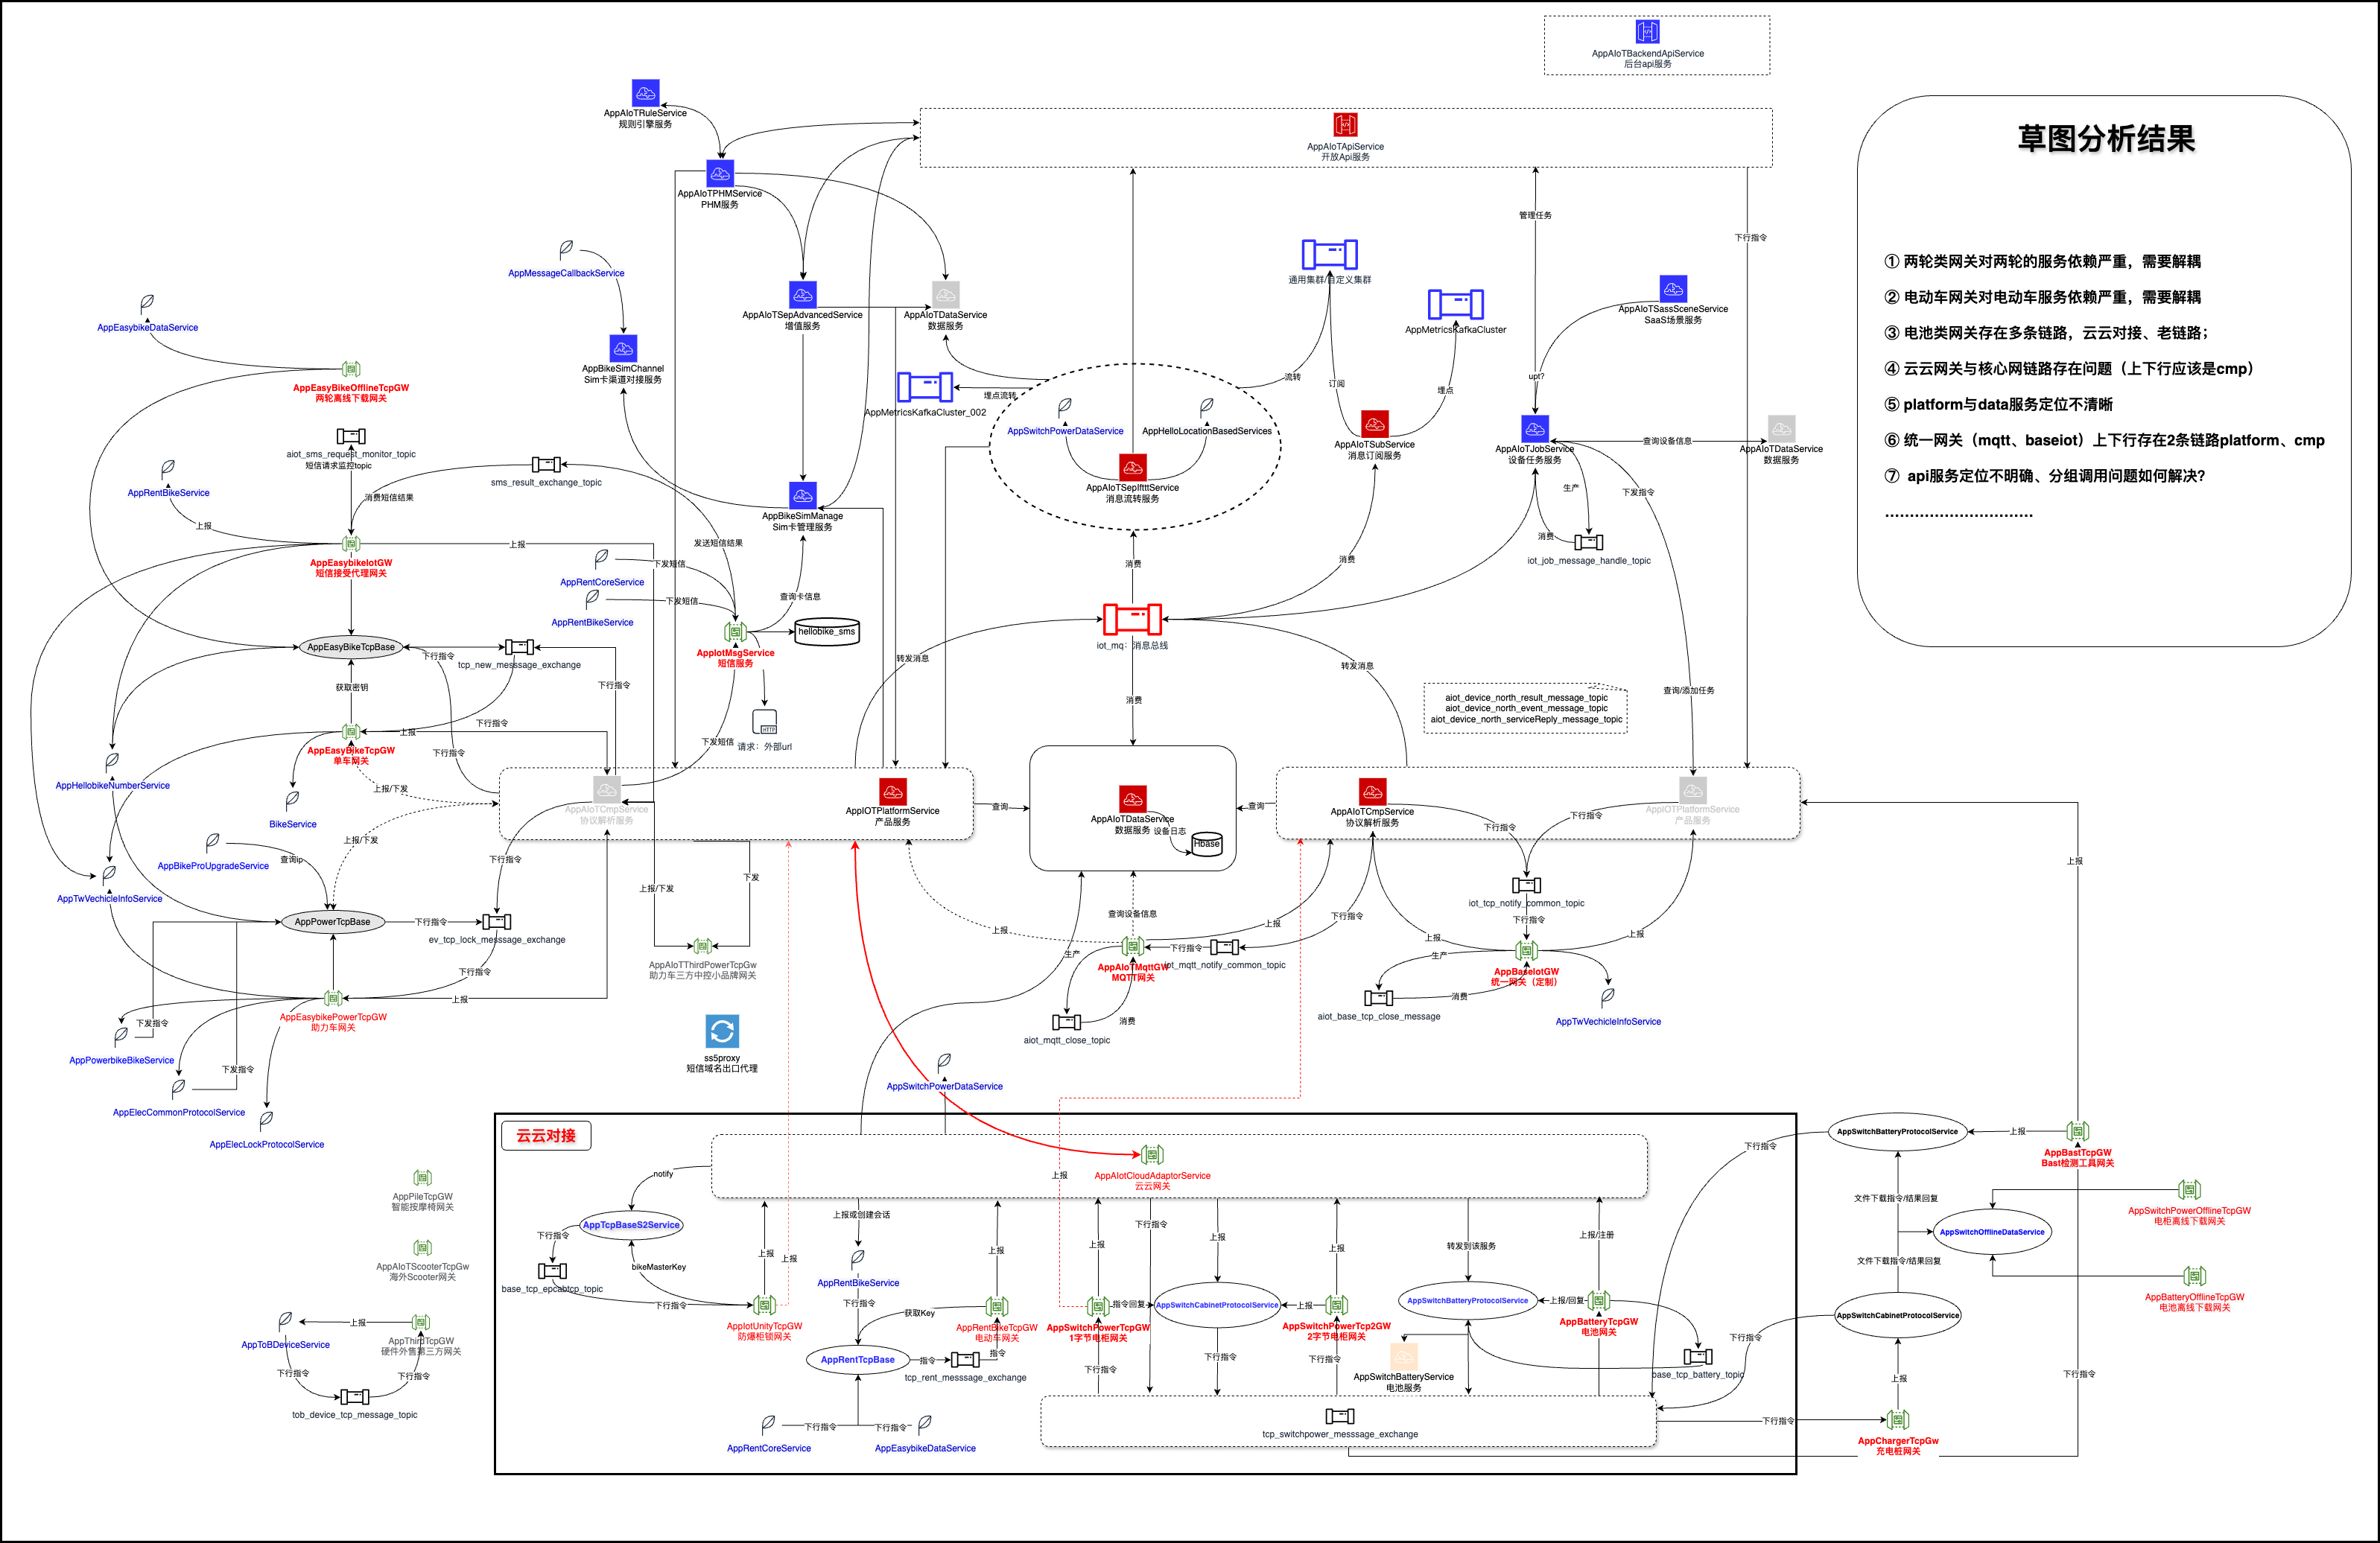 AppAIoTBackendApiService
后台api服务
草图分析结果
① 两轮类网关对两轮的服务依赖严重，需要解耦
② 电动车网关对电动车服务依赖严重，需要解耦
③ 电池类网关存在多条链路，云云对接、老链路；
④ 云云网关与核心网链路存在问题（上下行应该是cmp）
⑤ platform与data服务定位不清晰
⑥ 统一网关（mqtt、baseiot）上下行存在2条链路platform、cmp
⑦ api服务定位不明确、分组调用问题如何解决?
..............................
AppAIoTRuleService
规则引擎服务
AppAIoTApiService
开放Api服务
AppAIoTPHMService
PHM服务
管理任务
下行指令
AppMessageCallbackService
通用集群/自定义集群
AppEasybikeDataService
AppAIoTSepAdvancedService
增值服务
AppAIoTDataService
数据服务
AppMetricsKafkaCluster
AppAIoTSassSceneService
SaaS场景服务
AppBikeSimChannel
Sim卡渠道对接服务
AppEasyBikeOfflineTcpGW
两轮离线下载网关
AppMetricsKafkaCluster_002
埋点流转
流转
订阅
埋点
upt?
AppSwitchPowerDataService
AppHelloLocationBasedServices
AppAIoTSepIftttService
消息流转服务
AppAIoTSubService
消息订阅服务
AppAIoTJobService
设备任务服务
查询设备信息
AppAIoTDataService
数据服务
aiot_sms_request_monitor_topic
短信请求监控topic
sms_result_exchange_topic
AppRentBikeService
消费短信结果
上报
AppBikeSimManage
Sim卡管理服务
生产
下发指令
消费
iot_job_message_handle_topic
AppEasybikeIotGW
短信接受代理网关
上报
发送短信结果
下发短信
AppRentCoreService
下发短信
AppRentBikeService
查询卡信息
消费
消费
hellobike_sms
AppIotMsgService
短信服务
iot_mq：消息总线
转发消息
转发消息
AppEasyBikeTcpBase
下行指令
tcp_new_messsage_exchange
下行指令
获取密钥
消费
查询/添加任务
aiot_device_north_result_message_topic
aiot_device_north_event_message_topic
aiot_device_north_serviceReply_message_topic
下行指令
上报
AppEasyBikeTcpGW
单车网关
下行指令
下发短信
请求：外部url
AppHellobikeNumberService
上报/下发
AppAIoTCmpService
协议解析服务
AppIOTPlatformService
产品服务
查询
AppAIoTDataService
数据服务
设备日志
Hbase
查询
AppAIoTCmpService
协议解析服务
AppIOTPlatformService
产品服务
下行指令
下行指令
BikeService
上报/下发
AppBikeProUpgradeService
查询ip
下行指令
上报/下发
下发
上报
AppTwVechicleInfoService
AppPowerTcpBase
下行指令
ev_tcp_lock_messsage_exchange
下行指令
iot_tcp_notify_common_topic
下行指令
查询设备信息
上报
上报
下行指令
上报
上报
AppAIoTThirdPowerTcpGw
助力车三方中控小品牌网关
生产
下行指令
AppAIoTMqttGW
MQTT网关
iot_mqtt_notify_common_topic
生产
消费
AppBaseIotGW
统一网关（定制）
aiot_base_tcp_close_message
AppTwVechicleInfoService
消费
aiot_mqtt_close_topic
上报
AppEasybikePowerTcpGW
助力车网关
下发指令
AppPowerbikeBikeService
下发指令
AppElecCommonProtocolService
AppElecLockProtocolService
ss5proxy
短信域名出口代理
AppSwitchPowerDataService
云云对接
AppAIotCloudAdaptorService
云云网关
上报
notify
AppTcpBaseS2Service
下行指令
bikeMasterKey
base_tcp_epcabtcp_topic
下行指令
上报
上报
AppIotUnityTcpGW
防爆柜锁网关
上报或创建会话
AppRentBikeService
下行指令
获取Key
上报
AppRentBikeTcpGW
电动车网关
AppRentTcpBase
指令
tcp_rent_messsage_exchange
指令
下行指令
下行指令
AppRentCoreService
AppEasybikeDataService
上报
下行指令
上报
上报
AppSwitchPowerTcpGW
1字节电柜网关
指令回复
AppSwitchCabinetProtocolService
上报
AppSwitchPowerTcp2GW
2字节电柜网关
转发到该服务
上报/注册
AppSwitchBatteryProtocolService
上报/回复
AppBatteryTcpGW
电池网关
下行指令
下行指令
下行指令
AppSwitchBatteryService
电池服务
base_tcp_battery_topic
tcp_switchpower_messsage_exchange
AppSwitchBatteryProtocolService
上报
AppBastTcpGW
Bast检测工具网关
下行指令
文件下载指令/结果回复
AppSwitchPowerOfflineTcpGW
电柜离线下载网关
AppSwitchOfflineDataService
文件下载指令/结果回复
AppBatteryOfflineTcpGW
电池离线下载网关
AppSwitchCabinetProtocolService
下行指令
上报
下行指令
下行指令
AppChargerTcpGw
充电桩网关
AppPileTcpGW
智能按摩椅网关
AppAIoTScooterTcpGw
海外Scooter网关
上报
AppToBDeviceService
AppThirdTcpGW
硬件外售第三方网关
下行指令
下行指令
tob_device_tcp_message_topic